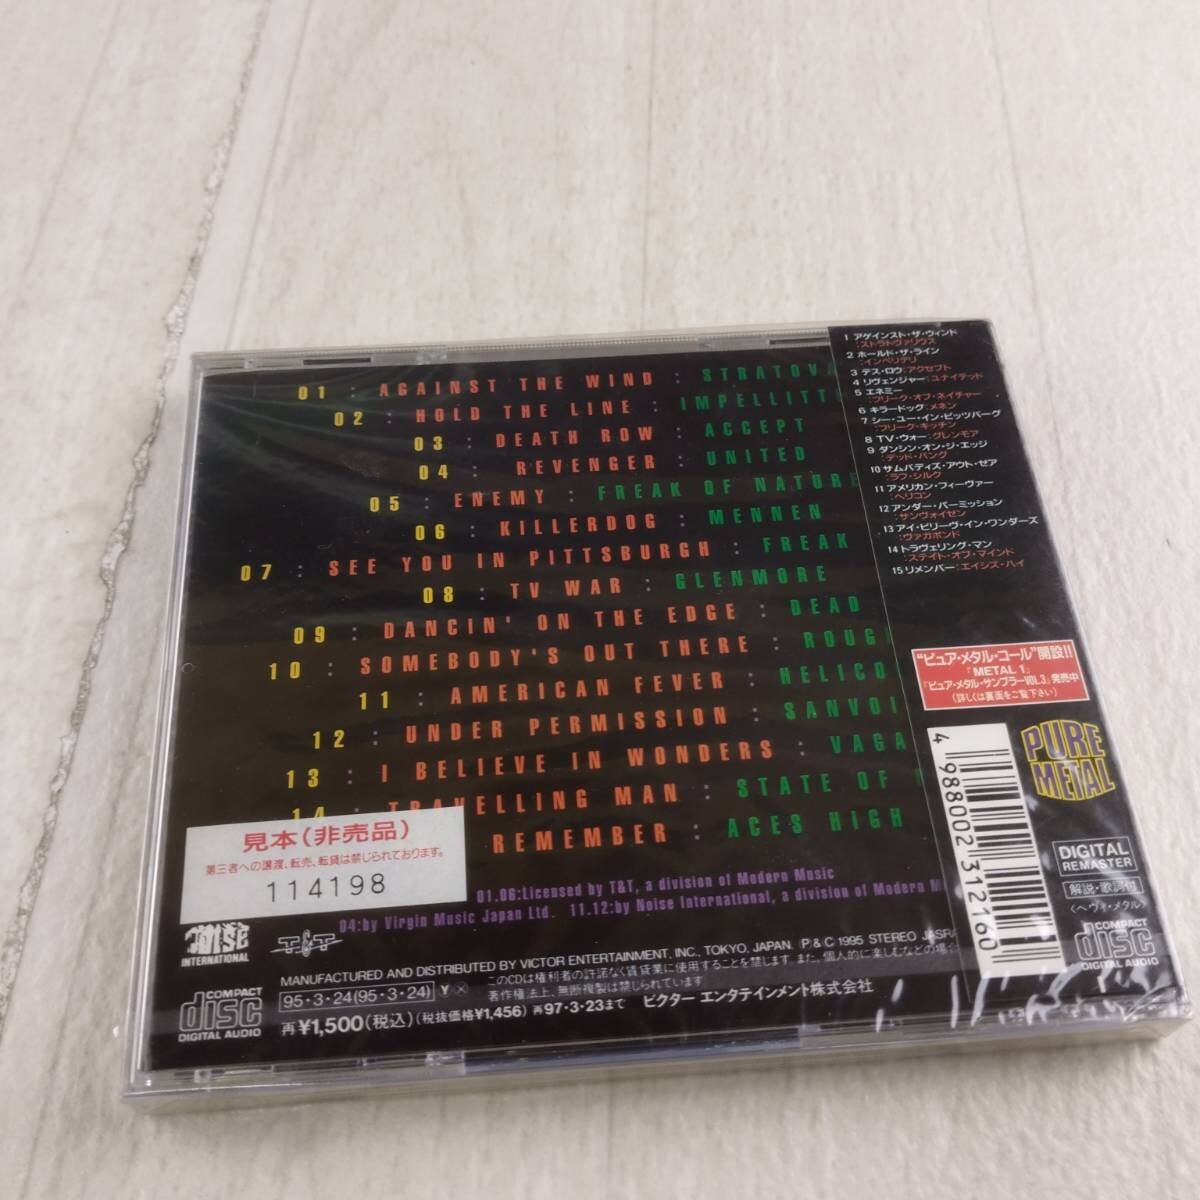 01 : AGAINST THE WIND : STRATOVA
02 : HOLD THE LINE : IMPELLITT
03 : DEATH ROW : ACCEPT
04 : REVENGER : UNITED
05 : ENEMY : FREAK OF NATURE
06 : KILLERDOG : MENNEN
07 : SEE YOU IN PITTSBURGH : FREAK
08 : TV WAR : GLENMORE
09 : DANCIN' ON THE EDGE : DEAD
10 : SOMEBODY'S OUT THERE : ROUG
11 : AMERICAN FEVER : HELICO
12 : UNDER PERMISSION : SANVOI
13 : I BELIEVE IN WONDERS : VAGA
14 TRAVELLING MAN : STATE OF
REMEMBER : ACES HIGH
見本(非売品)
第三者への譲渡、転売、転貸は禁じられております。
114198
01.06:Licensed by T&T, a division of Modern Music
04:by Virgin Music Japan Ltd. 11.12:by Noise International, a division of Modern M
noise
INTERNATIONAL
T&T
MANUFACTURED AND DISTRIBUTED BY VICTOR ENTERTAINMENT, INC., TOKYO, JAPAN. P & C 1995 STEREO JASRA
このCDは権利者の許諾なく賃貸業に使用することを禁じます。また、個人的に楽しむなどの場合
著作権法上、無断複製は禁じられています
95・3・24(95・3・24) Y ×
ビクター エンタテインメント株式会社
再¥1,500(税込)(税抜価格¥1,456) 再97・3・23まで
COMPACT
disc
DIGITAL AUDIO
1 アゲインスト・ザ・ウィンド
:ストラトヴァリウス
2 ホールド・ザ・ライン
:インペリテリ
3 デス・ロウ:アクセプト
4 リヴェンジャー:ユナイテッド
5 エネミー
:フリーク・オブ・ネイチャー
6 キラードッグ:メネン
7 シー・ユー・イン・ピッツバーグ
:フリーク・キッチン
8 TV・ウォー:グレンモア
9 ダンシン・オン・ジ・エッジ
:デッド・バング
10 サムバディズ・アウト・ゼア
:ラフ・シルク
11 アメリカン・フィーヴァー
:ヘリコン
12 アンダー・パーミッション
:サンヴォイゼン
13 アイ・ビリーヴ・イン・ワンダーズ
:ヴァガボンド
14 トラヴェリング・マン
:ステイト・オブ・マインド
15 リメンバー:エイシズ・ハイ
“ピュア・メタル・コール”開設!!
『METAL 1』
『ピュア・メタル・サンプラーVOL.3』発売中
(詳しくは裏面をご覧下さい)
4 988002 312160
PURE
METAL
DIGITAL
REMASTER
解説・歌詞付
〈ヘヴィ・メタル〉
COMPACT
disc
DIGITAL AUDIO